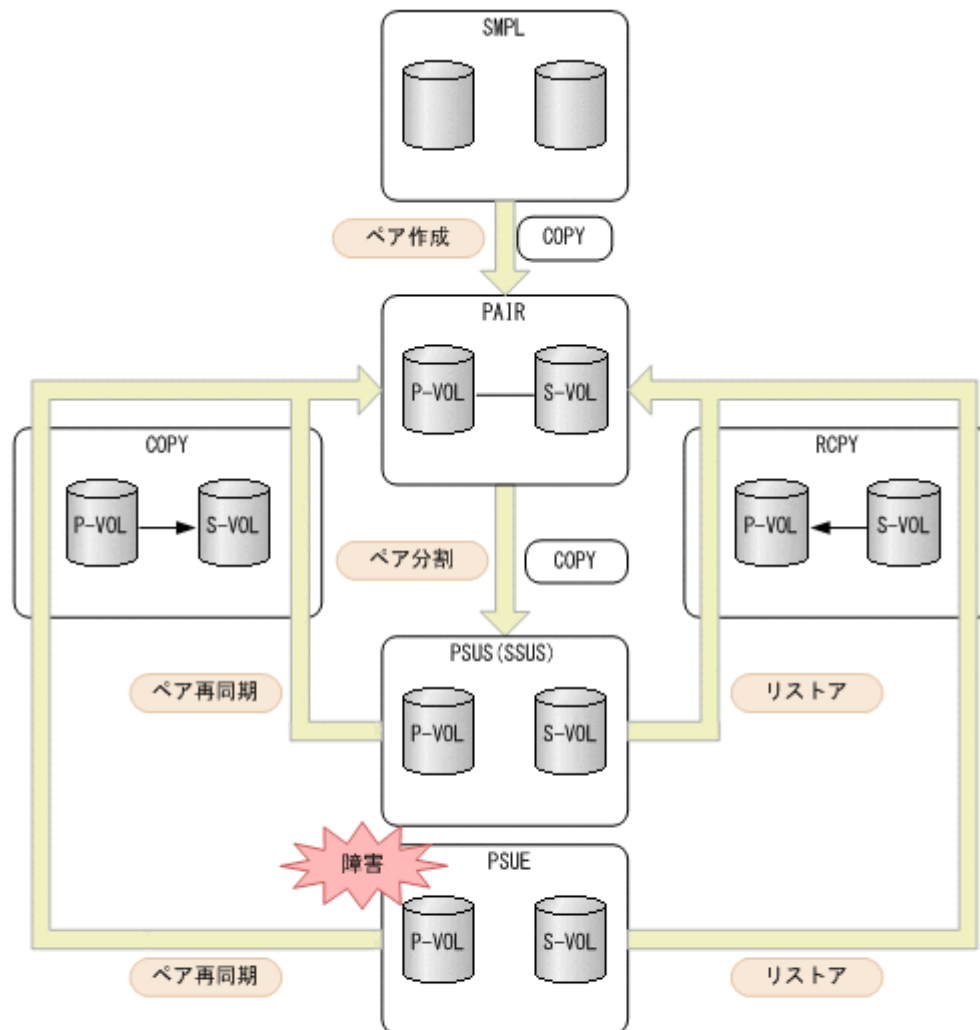 SMPL
ペア作成
COPY
PAIR
P-VOL
S-VOL
COPY
P-VOL
S-VOL
RCPY
P-VOL
S-VOL
ペア分割
COPY
PSUS(SSUS)
P-VOL
S-VOL
ペア再同期
リストア
障害
PSUE
P-VOL
S-VOL
ペア再同期
リストア